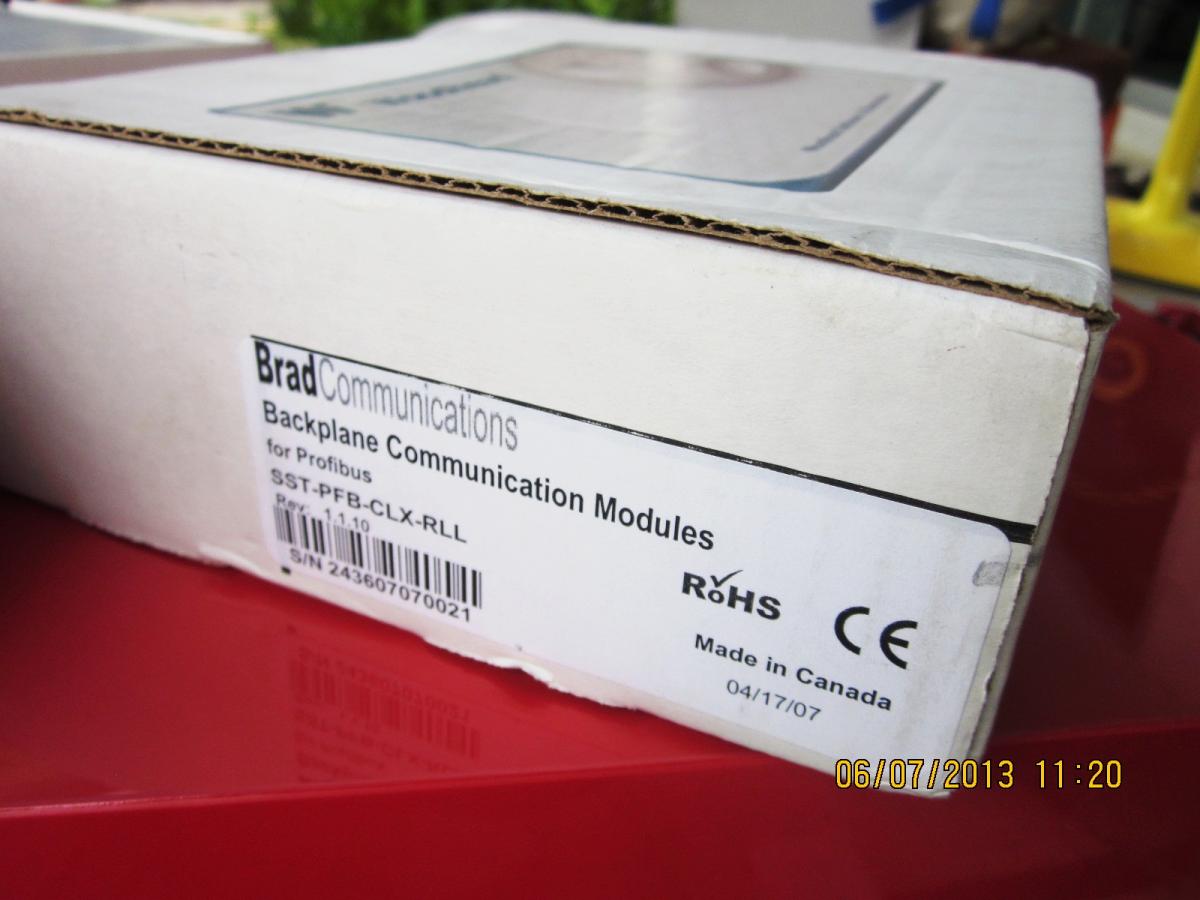 BradCommunications
Backplane Communication Modules
for Profibus
SST-PFB-CLX-RLL
Rev: 1.1.10
S/N 243607070021
RoHS
CE
Made in Canada
04/17/07
06/07/2013 11:20